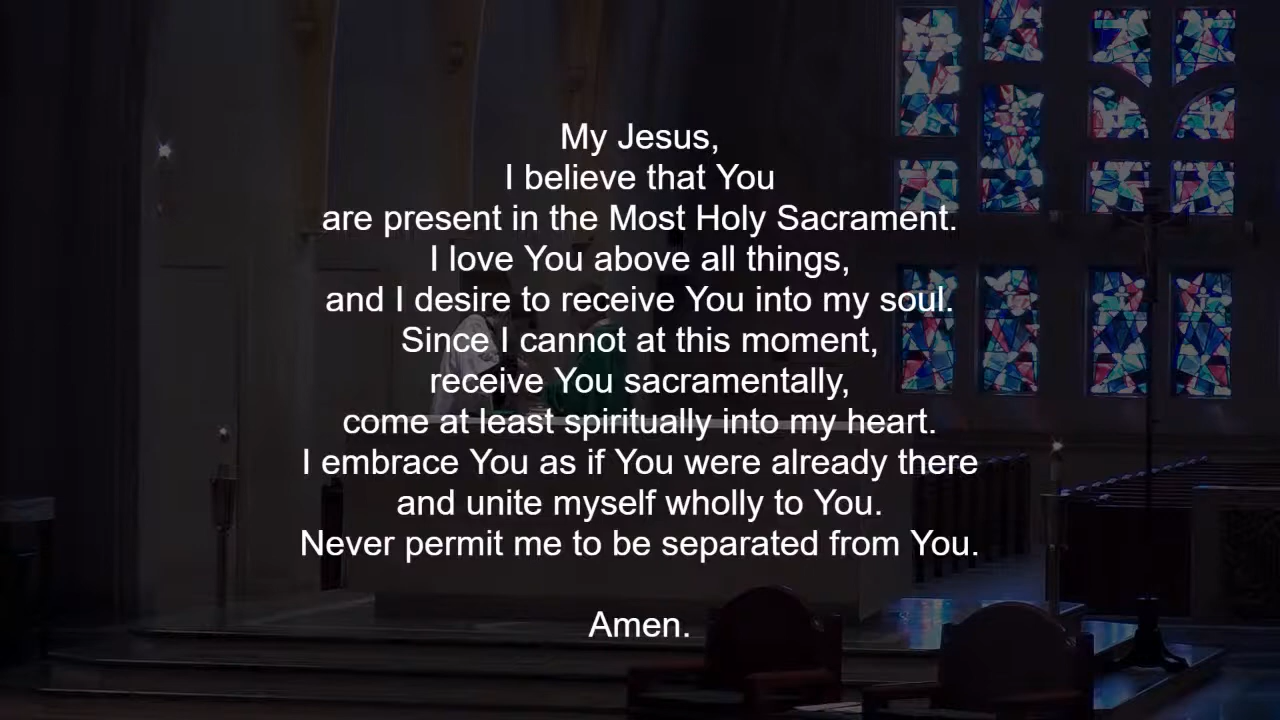 My Jesus,
I believe that You
are present in the Most Holy Sacrament.
I love You above all things,
and I desire to receive You into my soul.
Since I cannot at this moment,
receive You sacramentally,
come at least spiritually into my heart.
I embrace You as if You were already there
and unite myself wholly to You.
Never permit me to be separated from You.
Amen.